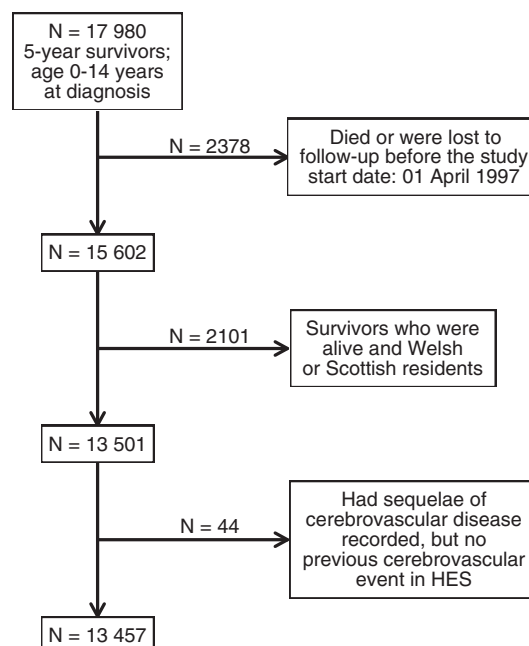 N = 17 980
5-year survivors;
age 0-14 years
at diagnosis
N = 2378
Died or were lost to
follow-up before the study
start date: 01 April 1997
N = 15 602
N = 2101
Survivors who were
alive and Welsh
or Scottish residents
N = 13 501
N = 44
Had sequelae of
cerebrovascular disease
recorded, but no
previous cerebrovascular
event in HES
N = 13 457